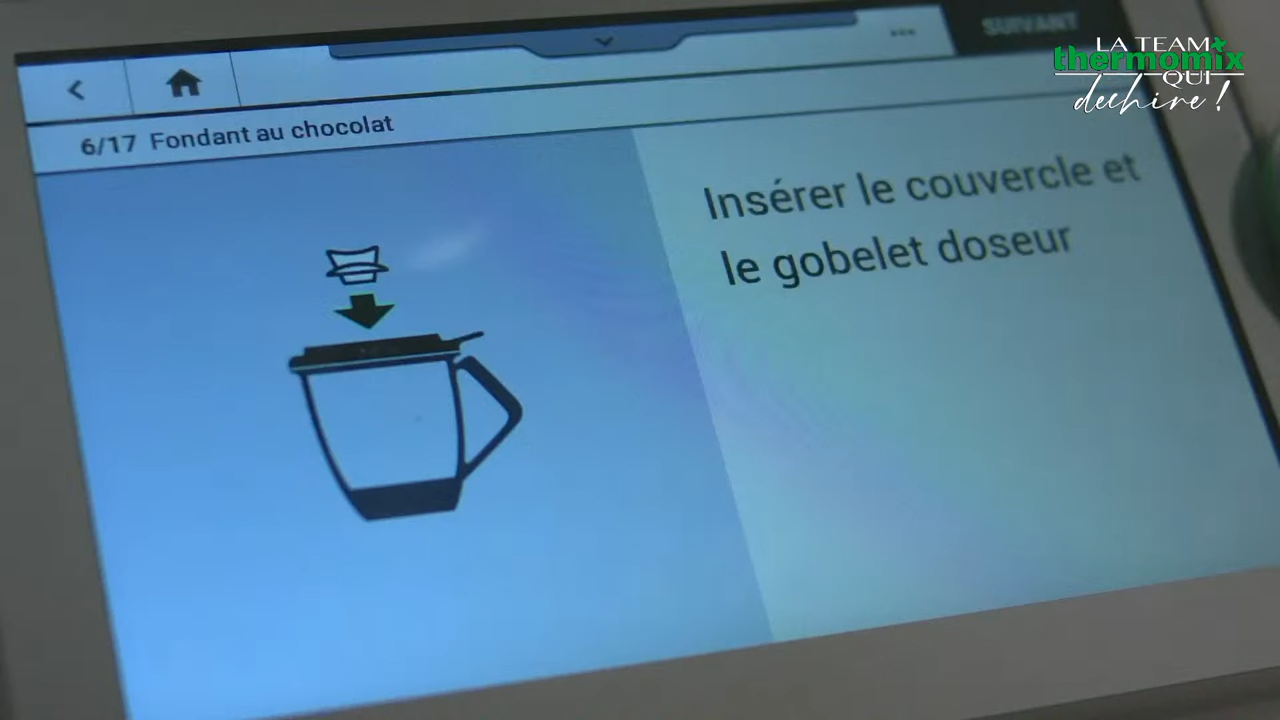 SUIVANT
6/17 Fondant au chocolat
Insérer le couvercle et
le gobelet doseur
LA TEAM
thermomix
QUI
déchire !